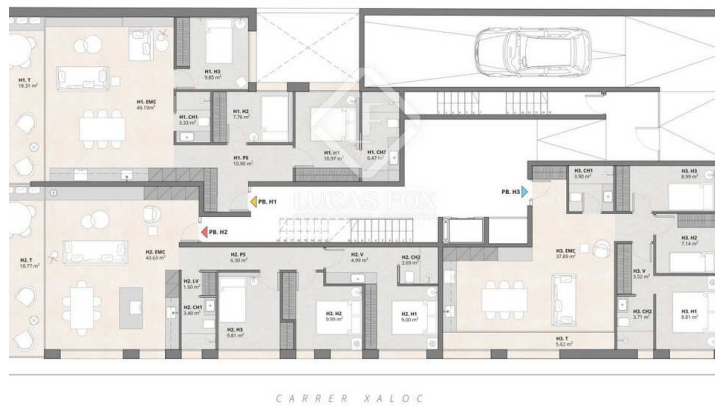 H1. T
18.31 m²
H1. EMC
40.19 m²
H1. H3
9.85 m²
H1. CH1
3.33 m²
H1. H2
7.76 m²
H1. H1
10.97 m²
H1. CH2
6.47 m²
H1. PS
10.90 m²
PB. H1
PB. H2
PB. H3
LUCAS FOX
H3. CH1
3.90 m²
H3. H3
8.99 m²
H3. H2
7.14 m²
H3. EMC
37.80 m²
H3. V
3.52 m²
H3. CH2
3.71 m²
H3. H1
8.81 m²
H3. T
5.62 m²
H2. T
18.77 m²
H2. EMC
43.63 m²
H2. PS
6.30 m²
H2. V
4.99 m²
H2. CH2
2.69 m²
H2. LV
1.50 m²
H2. CH1
3.40 m²
H2. H3
9.81 m²
H2. H2
9.99 m²
H2. H1
9.00 m²
CARRER XALOC